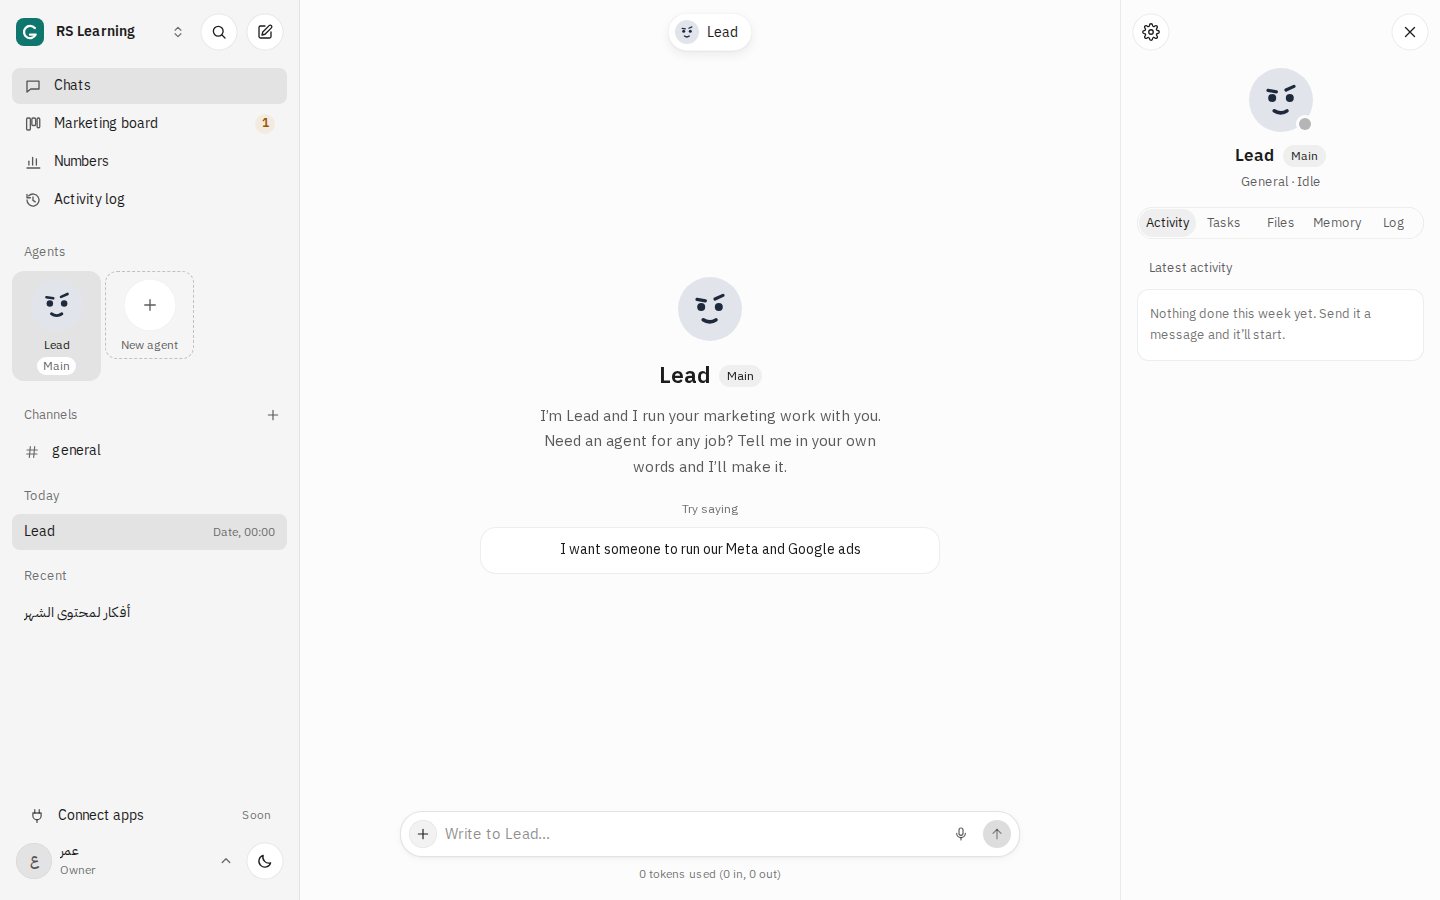 RS Learning
Chats
Marketing board
1
Numbers
Activity log
Agents
Lead
Main
New agent
Channels
general
Today
Lead
Date, 00:00
Recent
أفكار لمحتوى الشهر
Connect apps
Soon
ع
عمر
Owner
Lead
Lead
Main
I'm Lead and I run your marketing work with you.
Need an agent for any job? Tell me in your own
words and I'll make it.
Try saying
I want someone to run our Meta and Google ads
Write to Lead...
0 tokens used (0 in, 0 out)
Lead
Main
General · Idle
Activity
Tasks
Files
Memory
Log
Latest activity
Nothing done this week yet. Send it a
message and it'll start.